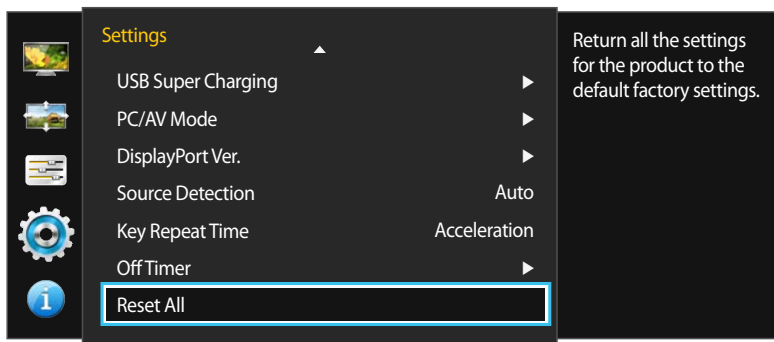 Settings
USB Super Charging
PC/AV Mode
DisplayPort Ver.
Source Detection Auto
Key Repeat Time Acceleration
Off Timer
Reset All
Return all the settings
for the product to the
default factory settings.